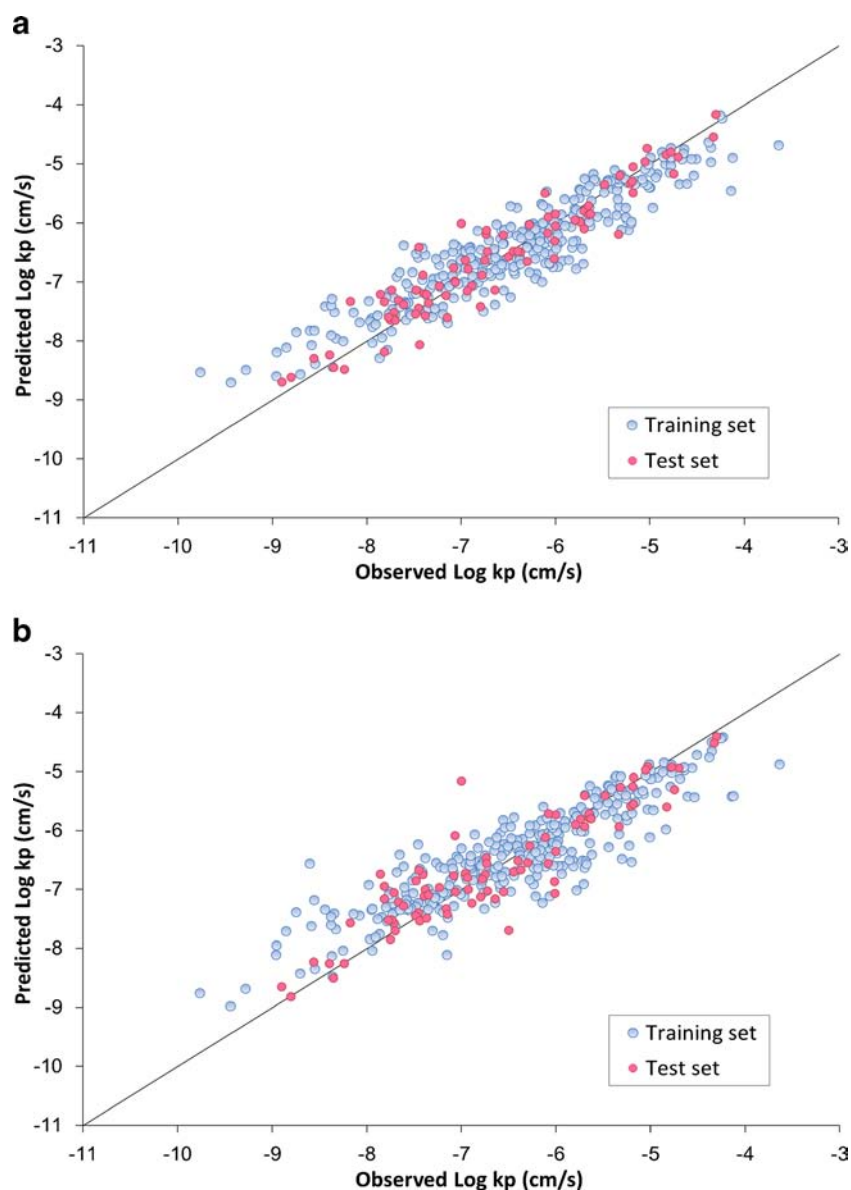 a
-3
-4
-5
-6
-7
-8
-9
-10
-11
Predicted Log kp (cm/s)
Training set
Test set
-11 -10 -9 -8 -7 -6 -5 -4 -3
Observed Log kp (cm/s)
b
-3
-4
-5
-6
-7
-8
-9
-10
-11
Predicted Log kp (cm/s)
Training set
Test set
-11 -10 -9 -8 -7 -6 -5 -4 -3
Observed Log kp (cm/s)